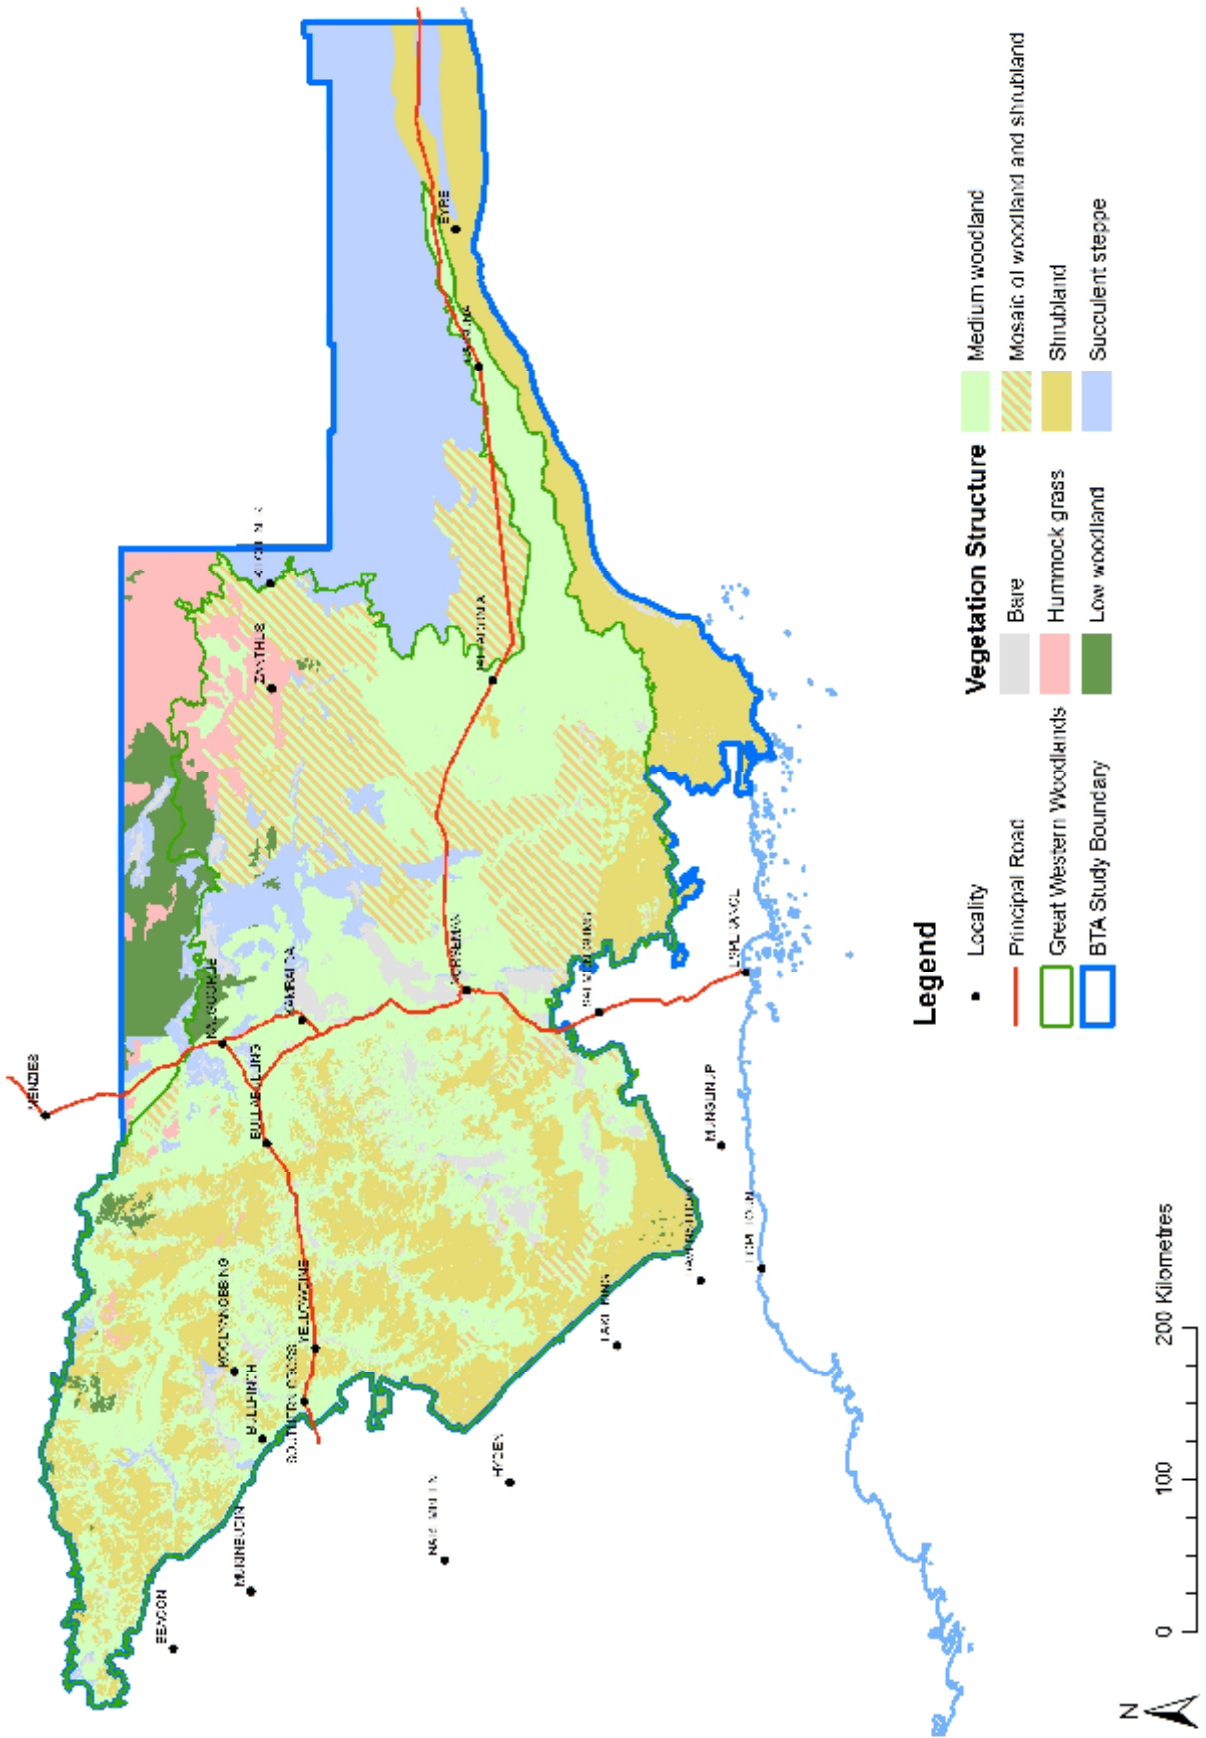 MENZIES
KALGOORLIE
KAMBALDA
ZANTHUS
BULLABULLING
KOOLYANOBBING
BULLFINCH
SOUTHERN CROSS
YELLOWDINE
BEACON
MUKINBUDIN
HYDEN
LAKE KING
NORSEMAN
BALLADONIA
EYRE
SALMON GUMS
ESPERANCE
MUNGLINUP
Legend
Locality
Principal Road
Great Western Woodlands
BTA Study Boundary
Vegetation Structure
Bare
Hummock grass
Low woodland
Medium woodland
Mosaic of woodland and shrubland
Shrubland
Succulent steppe
N
0 100 200 Kilometres